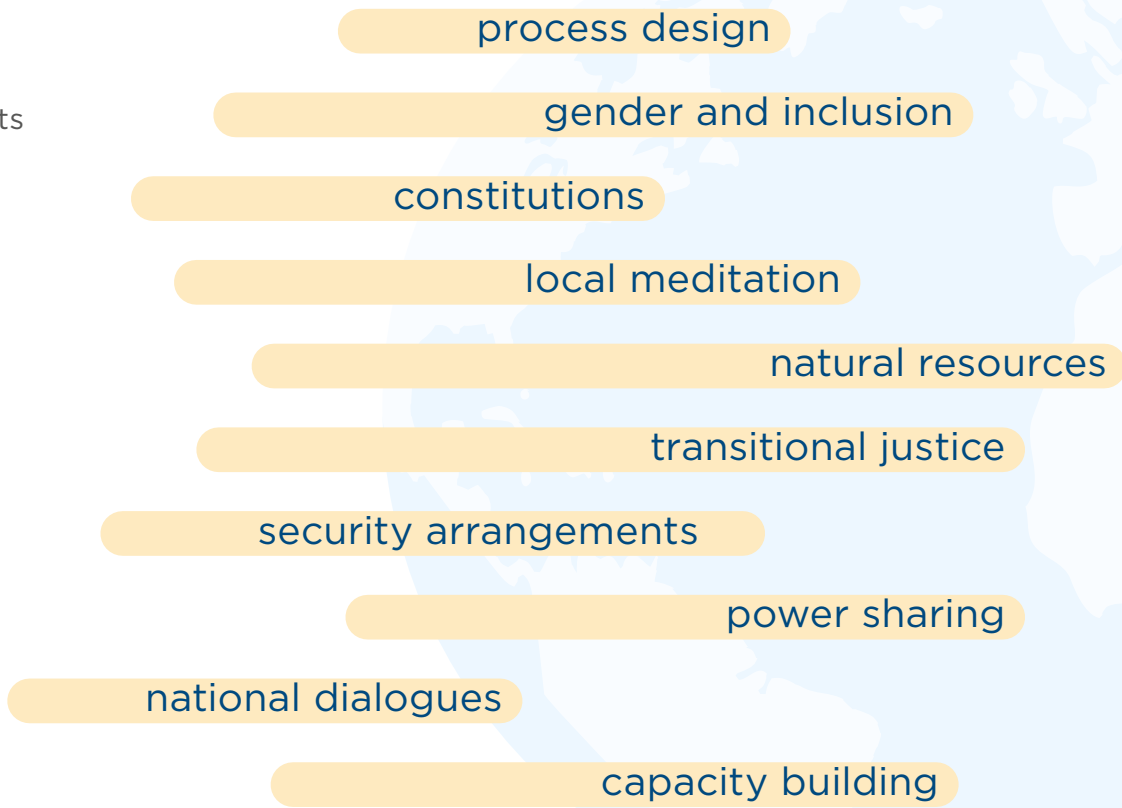 process design
gender and inclusion
ts
constitutions
local meditation
natural resources
transitional justice
security arrangements
power sharing
national dialogues
capacity building